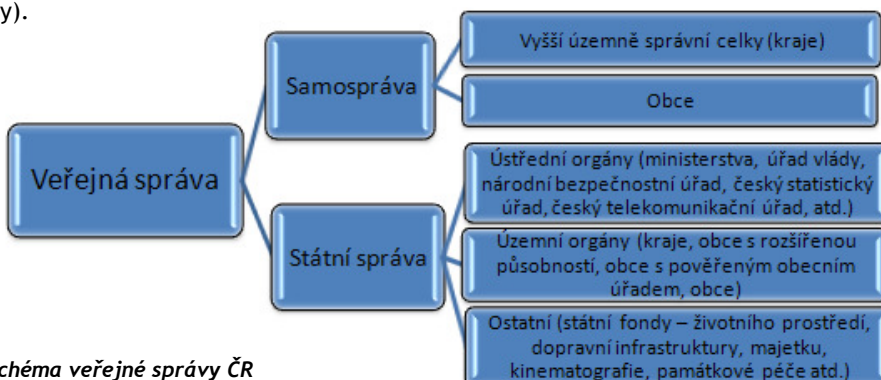 y).
Veřejná správa
Samospráva
Vyšší územně správní celky (kraje)
Obce
Státní správa
Ústřední orgány (ministerstva, úřad vlády,
národní bezpečnostní úřad, český statistický
úřad, český telekomunikační úřad, atd.)
Územní orgány (kraje, obce s rozšířenou
působností, obce s pověřeným obecním
úřadem, obce)
Ostatní (státní fondy – životního prostředí,
dopravní infrastruktury, majetku,
kinematografie, památkové péče atd.)
chéma veřejné správy ČR